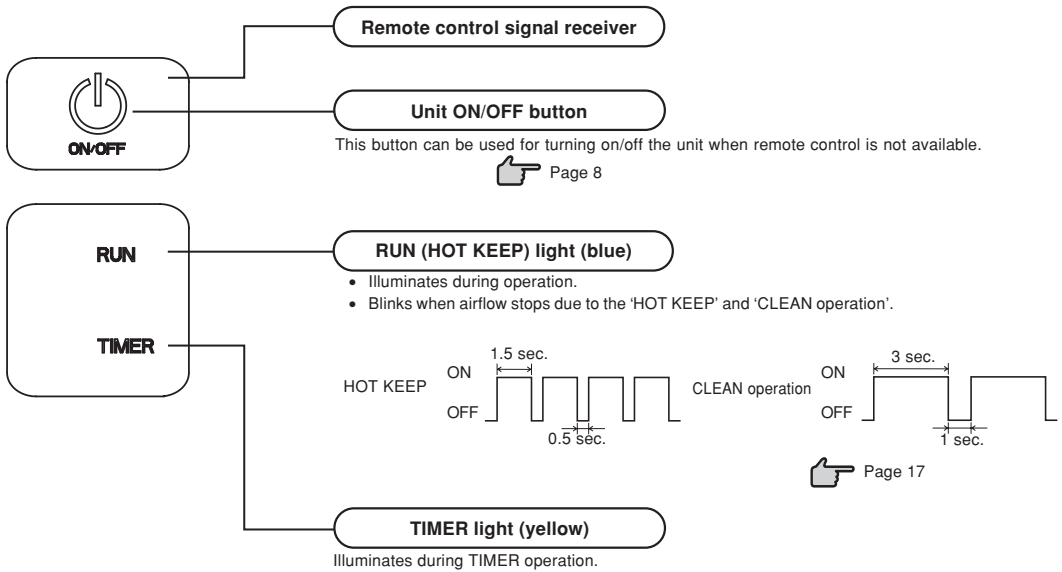 Remote control signal receiver
Unit ON/OFF button
ON/OFF
This button can be used for turning on/off the unit when remote control is not available.
Page 8
RUN
RUN (HOT KEEP) light (blue)
• Illuminates during operation.
• Blinks when airflow stops due to the ‘HOT KEEP’ and ‘CLEAN operation’.
TIMER
HOT KEEP
ON
OFF
1.5 sec.
0.5 sec.
CLEAN operation
ON
OFF
3 sec.
1 sec.
Page 17
TIMER light (yellow)
Illuminates during TIMER operation.